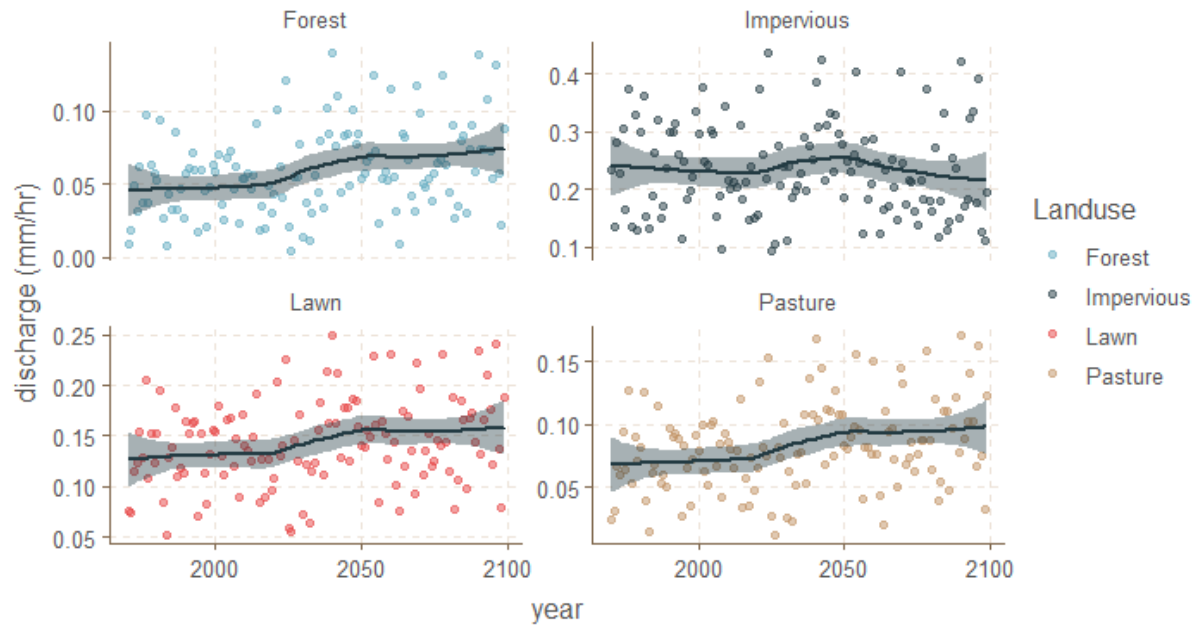 Forest
Impervious
discharge (mm/hr)
0.10
0.05
0.00
0.4
0.3
0.2
0.1
Lawn
Pasture
0.25
0.20
0.15
0.10
0.05
0.15
0.10
0.05
2000 2050 2100
2000 2050 2100
year
Landuse
Forest
Impervious
Lawn
Pasture